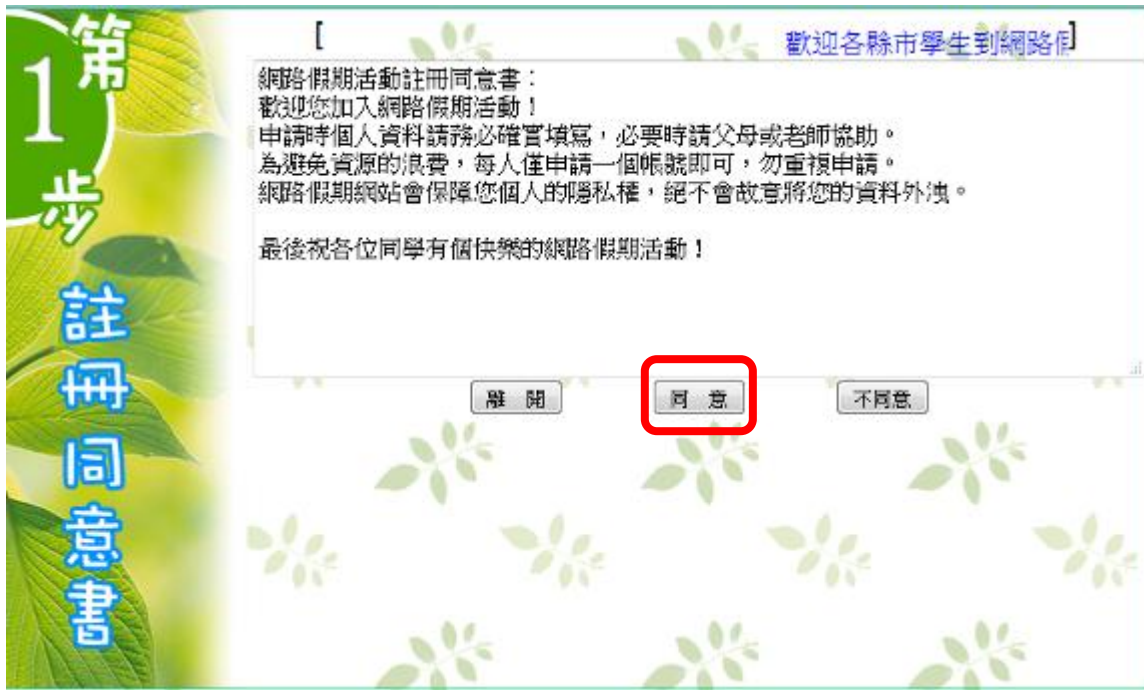 第1步
註冊同意書
[ 歡迎各縣市學生到網路假]
網路假期活動註冊同意書：
歡迎您加入網路假期活動！
申請時個人資料請務必確實填寫，必要時請父母或老師協助。
為避免資源的浪費，每人僅申請一個帳號即可，勿重複申請。
網路假期網站會保障您個人的隱私權，絕不會故意將您的資料外洩。
最後祝各位同學有個快樂的網路假期活動！
離 開
同 意
不同意